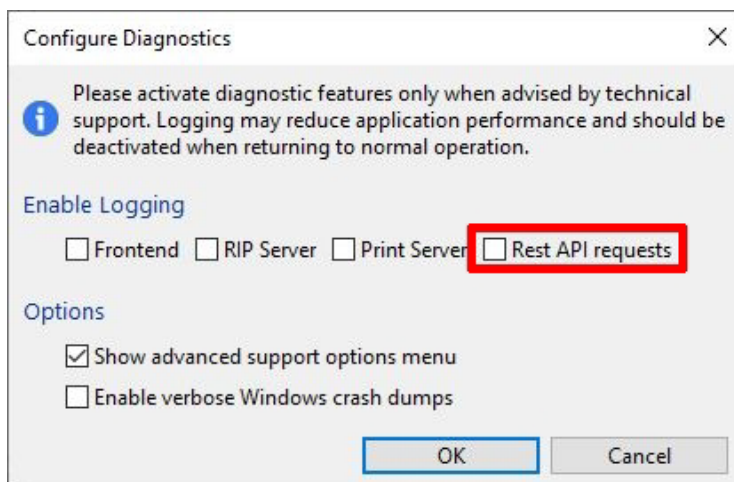 Configure Diagnostics
Please activate diagnostic features only when advised by technical
support. Logging may reduce application performance and should be
deactivated when returning to normal operation.
Enable Logging
Frontend RIP Server Print Server Rest API requests
Options
Show advanced support options menu
Enable verbose Windows crash dumps
OK Cancel